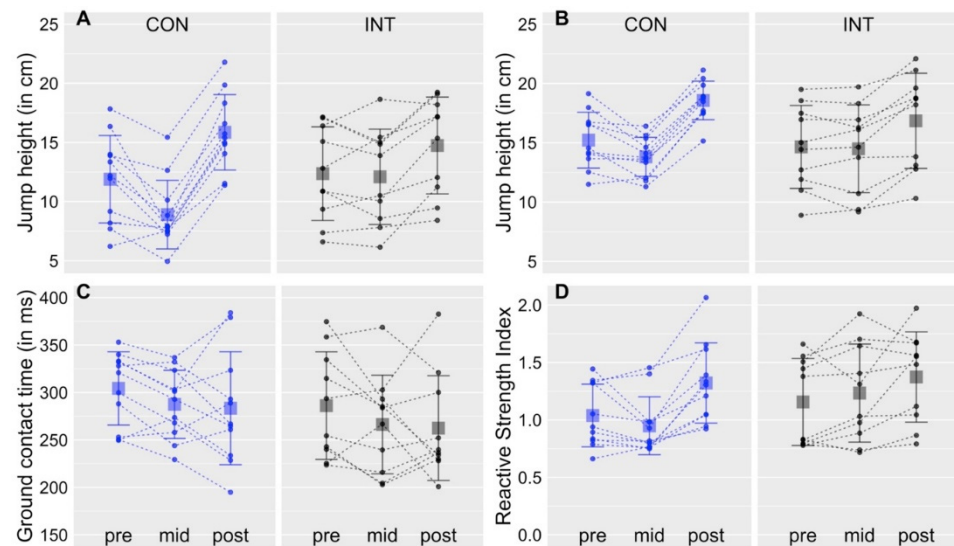 A
CON
INT
Jump height (in cm)
25
20
15
10
5
B
CON
INT
Jump height (in cm)
25
20
15
10
5
C
Ground contact time (in ms)
400
350
300
250
200
150
pre mid post
pre mid post
D
Reactive Strength Index
2.0
1.5
1.0
0.5
0.0
pre mid post
pre mid post